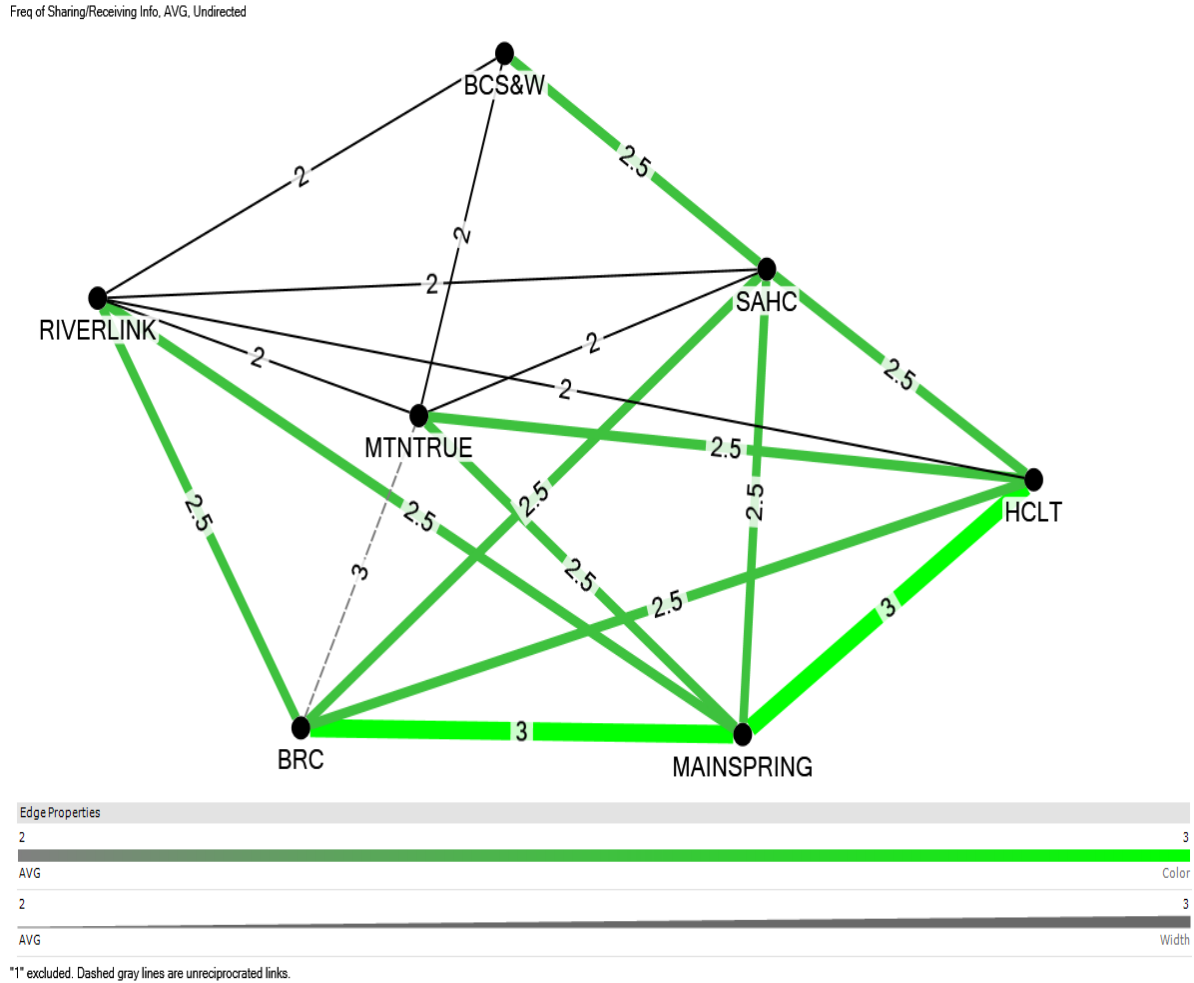 Freq of Sharing/Receiving Info, AVG, Undirected
BCS&W
2.5
2
2
SAHC
2
RIVERLINK
2
2
2.5
2
MTNTRUE
2.5
HCLT
2.5
2.5
2.5
2.5
3
2.5
2.5
3
3
BRC
MAINSPRING
Edge Properties
2 3
AVG Color
2 3
AVG Width
"1" excluded. Dashed gray lines are unreciprocrated links.